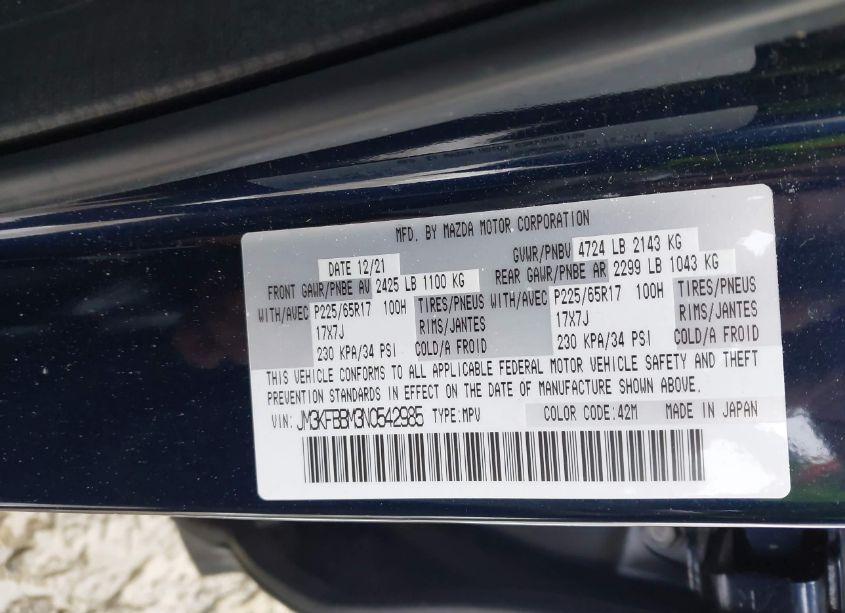 MFD. BY MAZDA MOTOR CORPORATION
DATE 12/21 GVWR/PNBV 4724 LB 2143 KG
FRONT GAWR/PNBE AV 2425 LB 1100 KG REAR GAWR/PNBE AR 2299 LB 1043 KG
WITH/AVEC P225/65R17 100H TIRES/PNEUS WITH/AVEC P225/65R17 100H TIRES/PNEUS
17X7J RIMS/JANTES 17X7J RIMS/JANTES
230 KPA/34 PSI COLD/A FROID 230 KPA/34 PSI COLD/A FROID
THIS VEHICLE CONFORMS TO ALL APPLICABLE FEDERAL MOTOR VEHICLE SAFETY AND THEFT
PREVENTION STANDARDS IN EFFECT ON THE DATE OF MANUFACTURE SHOWN ABOVE.
VIN: JM3KFBBM3N0542985 TYPE:MPV COLOR CODE:42M MADE IN JAPAN